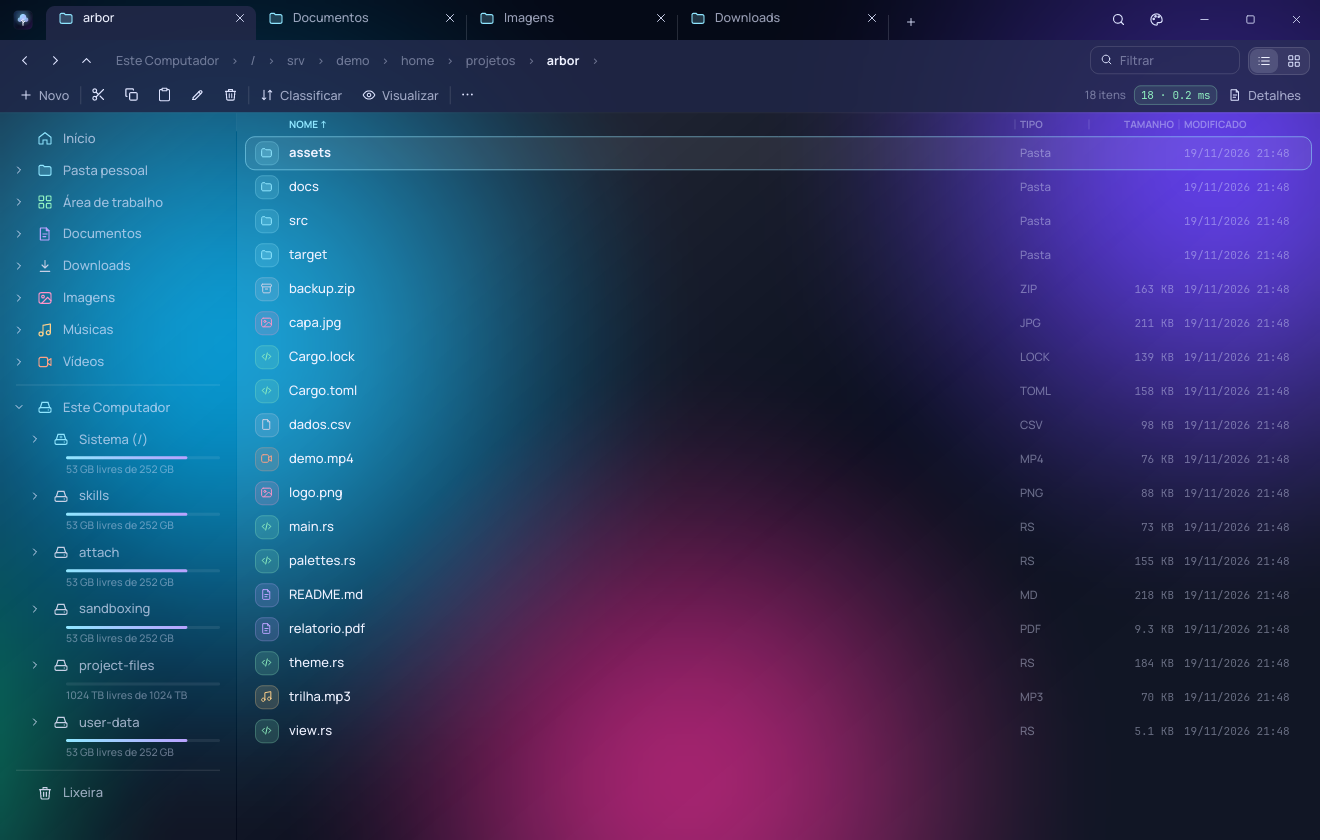 arbor
Documentos
Imagens
Downloads
Este Computador
/
srv
demo
home
projetos
arbor
Filtrar
Novo
Classificar
Visualizar
18 itens
18 · 0.2 ms
Detalhes
Início
Pasta pessoal
Área de trabalho
Documentos
Downloads
Imagens
Músicas
Vídeos
Este Computador
Sistema (/)
53 GB livres de 252 GB
skills
53 GB livres de 252 GB
attach
53 GB livres de 252 GB
sandboxing
53 GB livres de 252 GB
project-files
1024 TB livres de 1024 TB
user-data
53 GB livres de 252 GB
Lixeira
NOME ↑ TIPO TAMANHO MODIFICADO
assets Pasta 19/11/2026 21:48
docs Pasta 19/11/2026 21:48
src Pasta 19/11/2026 21:48
target Pasta 19/11/2026 21:48
backup.zip ZIP 163 KB 19/11/2026 21:48
capa.jpg JPG 211 KB 19/11/2026 21:48
Cargo.lock LOCK 139 KB 19/11/2026 21:48
Cargo.toml TOML 158 KB 19/11/2026 21:48
dados.csv CSV 98 KB 19/11/2026 21:48
demo.mp4 MP4 76 KB 19/11/2026 21:48
logo.png PNG 88 KB 19/11/2026 21:48
main.rs RS 73 KB 19/11/2026 21:48
palettes.rs RS 155 KB 19/11/2026 21:48
README.md MD 218 KB 19/11/2026 21:48
relatorio.pdf PDF 9.3 KB 19/11/2026 21:48
theme.rs RS 184 KB 19/11/2026 21:48
trilha.mp3 MP3 70 KB 19/11/2026 21:48
view.rs RS 5.1 KB 19/11/2026 21:48